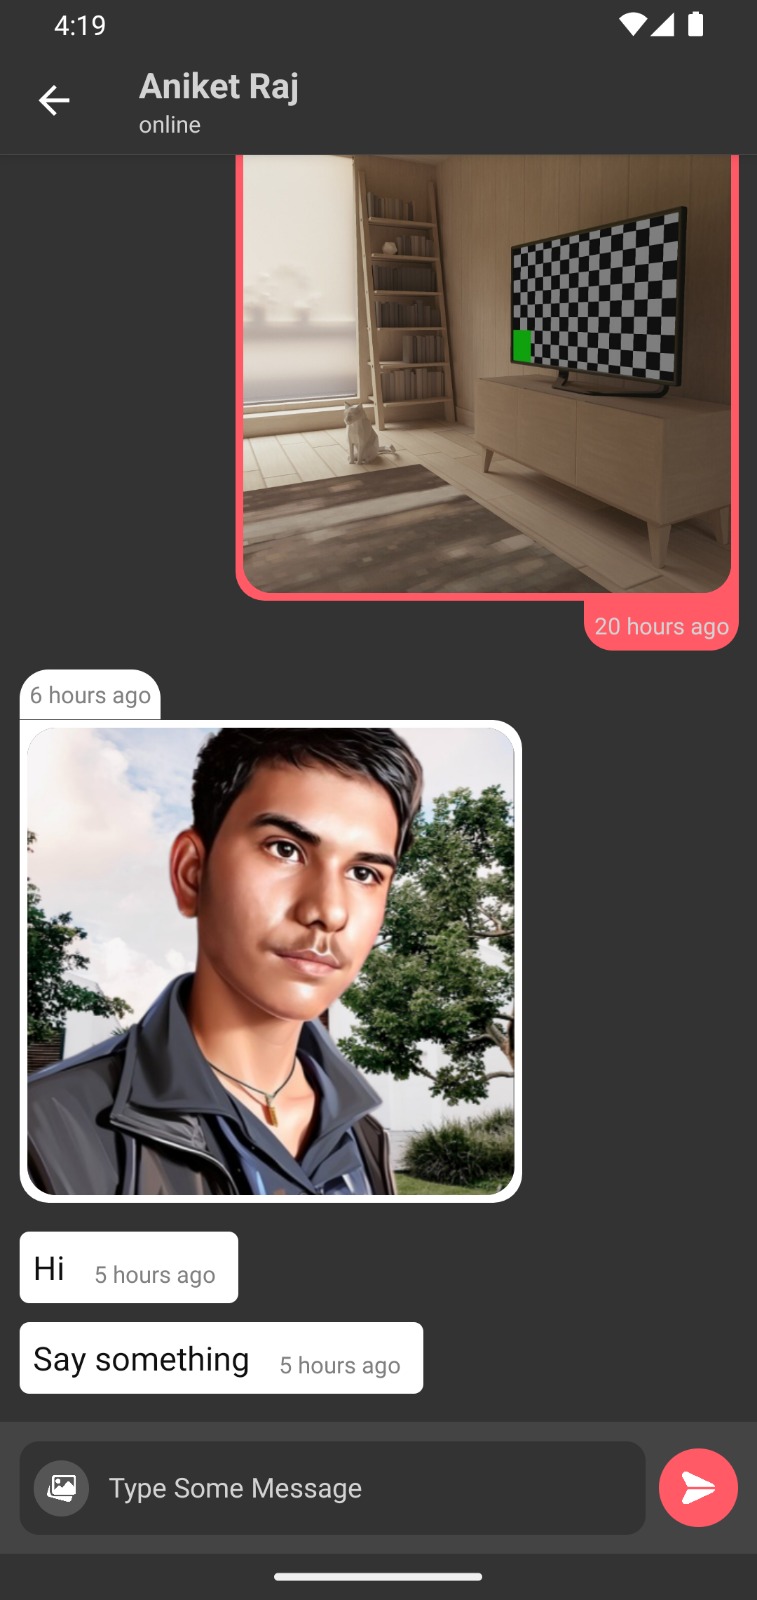 4:19
Aniket Raj
online
20 hours ago
6 hours ago
Hi 5 hours ago
Say something 5 hours ago
Type Some Message